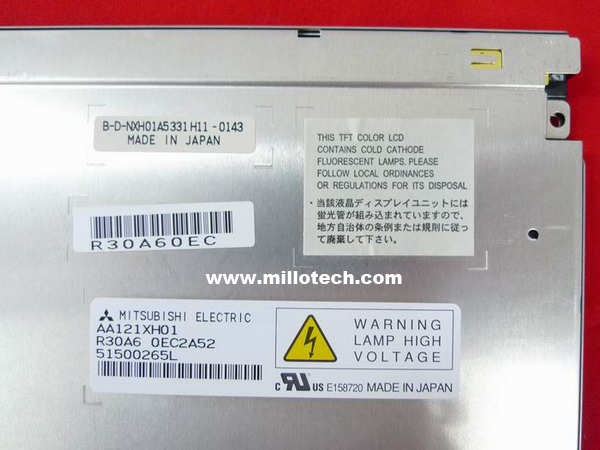 B-D-NXH01A5331H11-0143
MADE IN JAPAN
THIS TFT COLOR LCD
CONTAINS COLD CATHODE
FLUORESCENT LAMPS. PLEASE
FOLLOW LOCAL ORDINANCES
OR REGULATIONS FOR ITS DISPOSAL
・当該液晶ディスプレイユニットには
蛍光管が組み込まれていますので、
地方自治体の条例または規則に従っ
て廃棄して下さい。
R30A60EC
www.millotech.com
MITSUBISHI ELECTRIC
AA121XH01
R30A6 0EC2A52
51500265L
WARNING
LAMP HIGH
VOLTAGE
c RU US E158720 MADE IN JAPAN